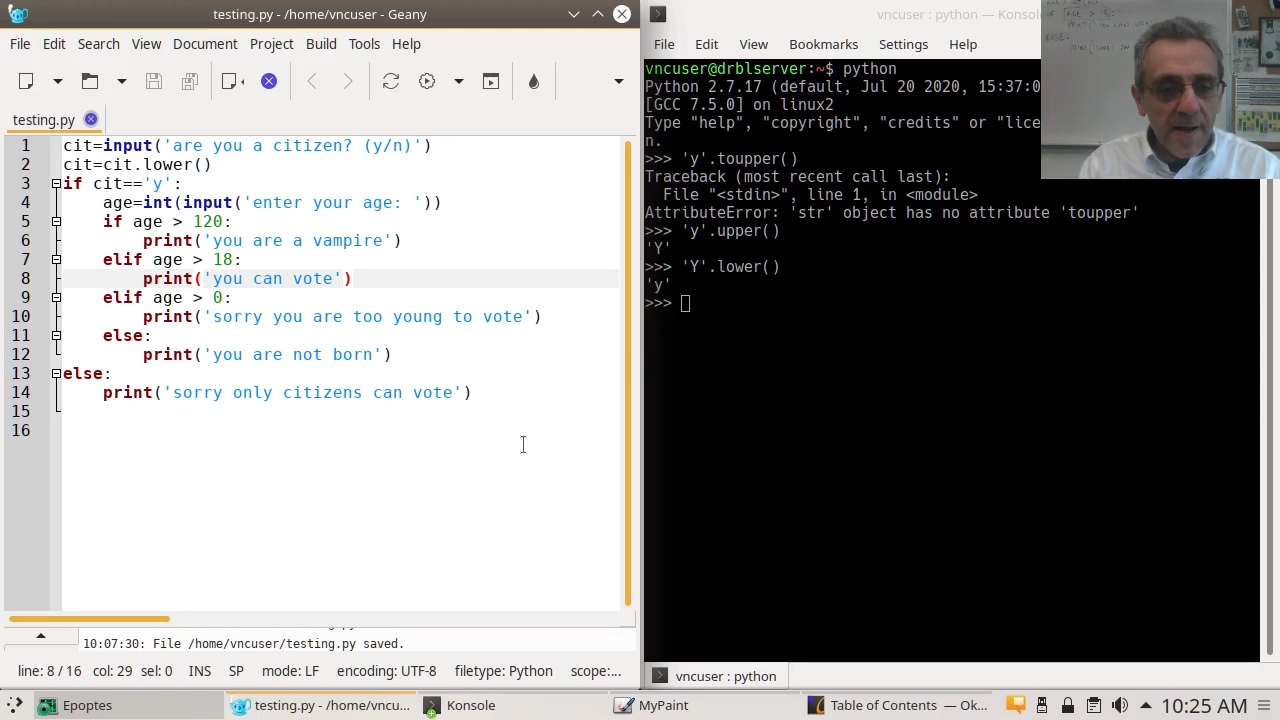 testing.py - /home/vncuser - Geany
File Edit Search View Document Project Build Tools Help
testing.py
1 cit=input('are you a citizen? (y/n)')
2 cit=cit.lower()
3 if cit=='y':
4 age=int(input('enter your age: '))
5 if age > 120:
6 print('you are a vampire')
7 elif age > 18:
8 print('you can vote')
9 elif age > 0:
10 print('sorry you are too young to vote')
11 else:
12 print('you are not born')
13 else:
14 print('sorry only citizens can vote')
15
16
10:07:30: File /home/vncuser/testing.py saved.
line: 8 / 16 col: 29 sel: 0 INS SP mode: LF encoding: UTF-8 filetype: Python scope:...
vncuser : python — Konso
File Edit View Bookmarks Settings Help
vncuser@drblserver:~$ python
Python 2.7.17 (default, Jul 20 2020, 15:37:0
[GCC 7.5.0] on linux2
Type "help", "copyright", "credits" or "lice
n.
>>> 'y'.toupper()
Traceback (most recent call last):
File "<stdin>", line 1, in <module>
AttributeError: 'str' object has no attribute 'toupper'
>>> 'y'.upper()
'Y'
>>> 'Y'.lower()
'y'
>>>
vncuser : python
Epoptes
testing.py - /home/vncu...
Konsole
MyPaint
Table of Contents — Ok...
10:25 AM